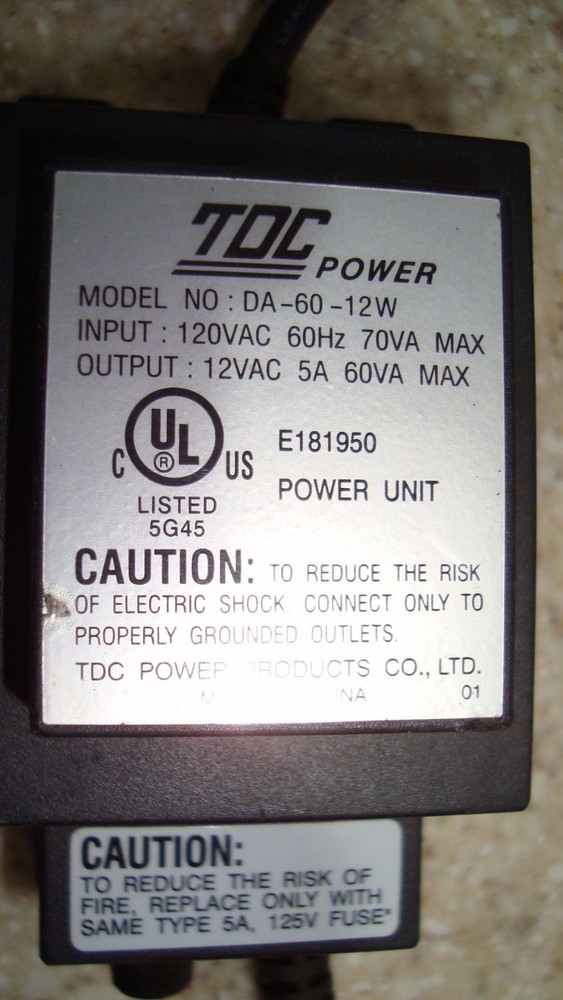 TDC POWER
MODEL NO : DA-60-12W
INPUT : 120VAC 60Hz 70VA MAX
OUTPUT : 12VAC 5A 60VA MAX
C UL ® US
E181950
LISTED
5G45
POWER UNIT
CAUTION: TO REDUCE THE RISK
OF ELECTRIC SHOCK. CONNECT ONLY TO
PROPERLY GROUNDED OUTLETS.
TDC POWER PRODUCTS CO., LTD.
01
CAUTION:
TO REDUCE THE RISK OF
FIRE, REPLACE ONLY WITH
SAME TYPE 5A, 125V FUSE"